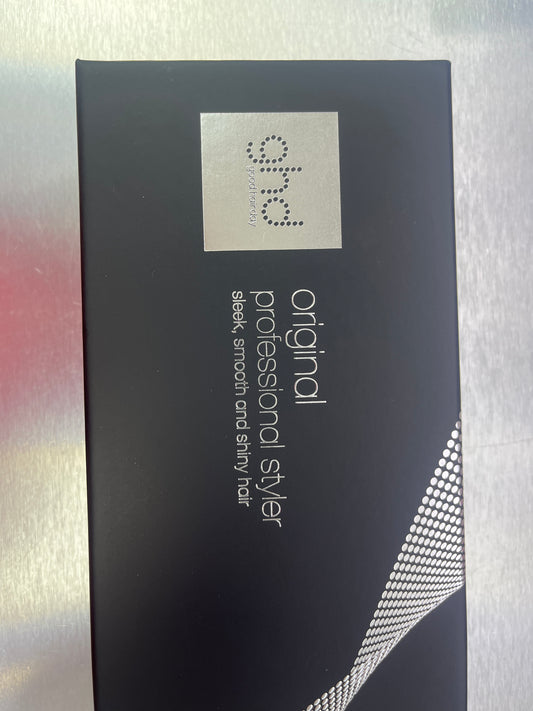 ghd
good hair day
original
professional styler
sleek, smooth and shiny hair